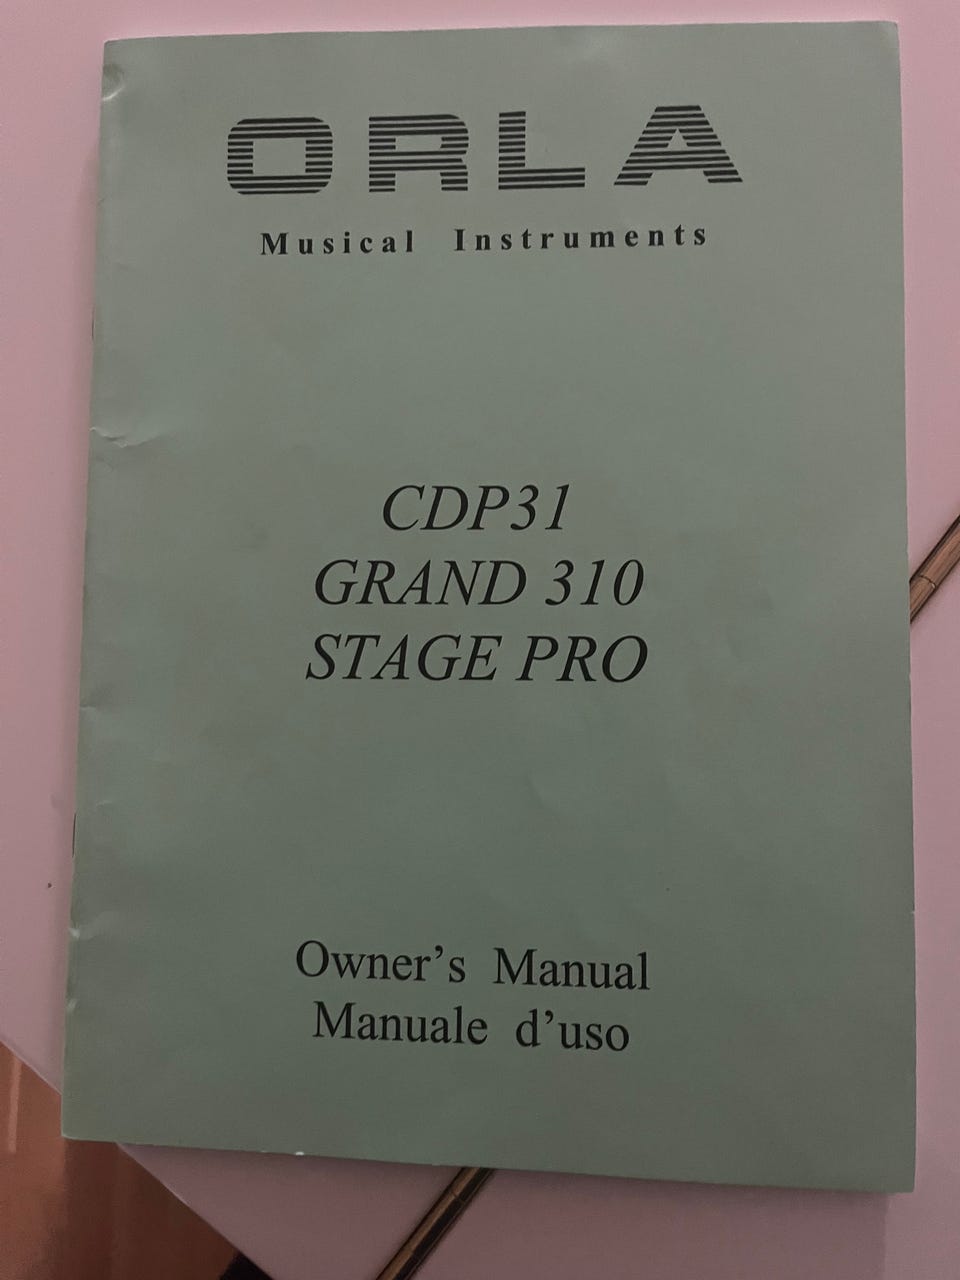 ORLA
Musical Instruments
CDP31
GRAND 310
STAGE PRO
Owner’s Manual
Manuale d’uso